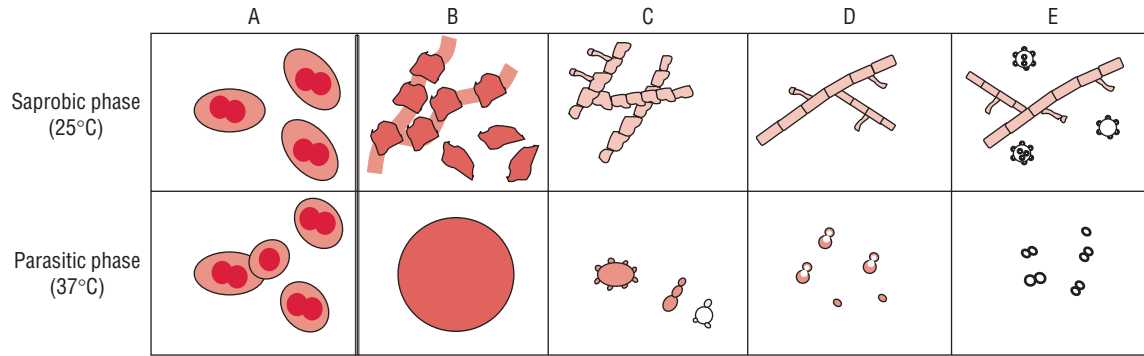 A B C D E
Saprobic phase
(25°C)
Parasitic phase
(37°C)